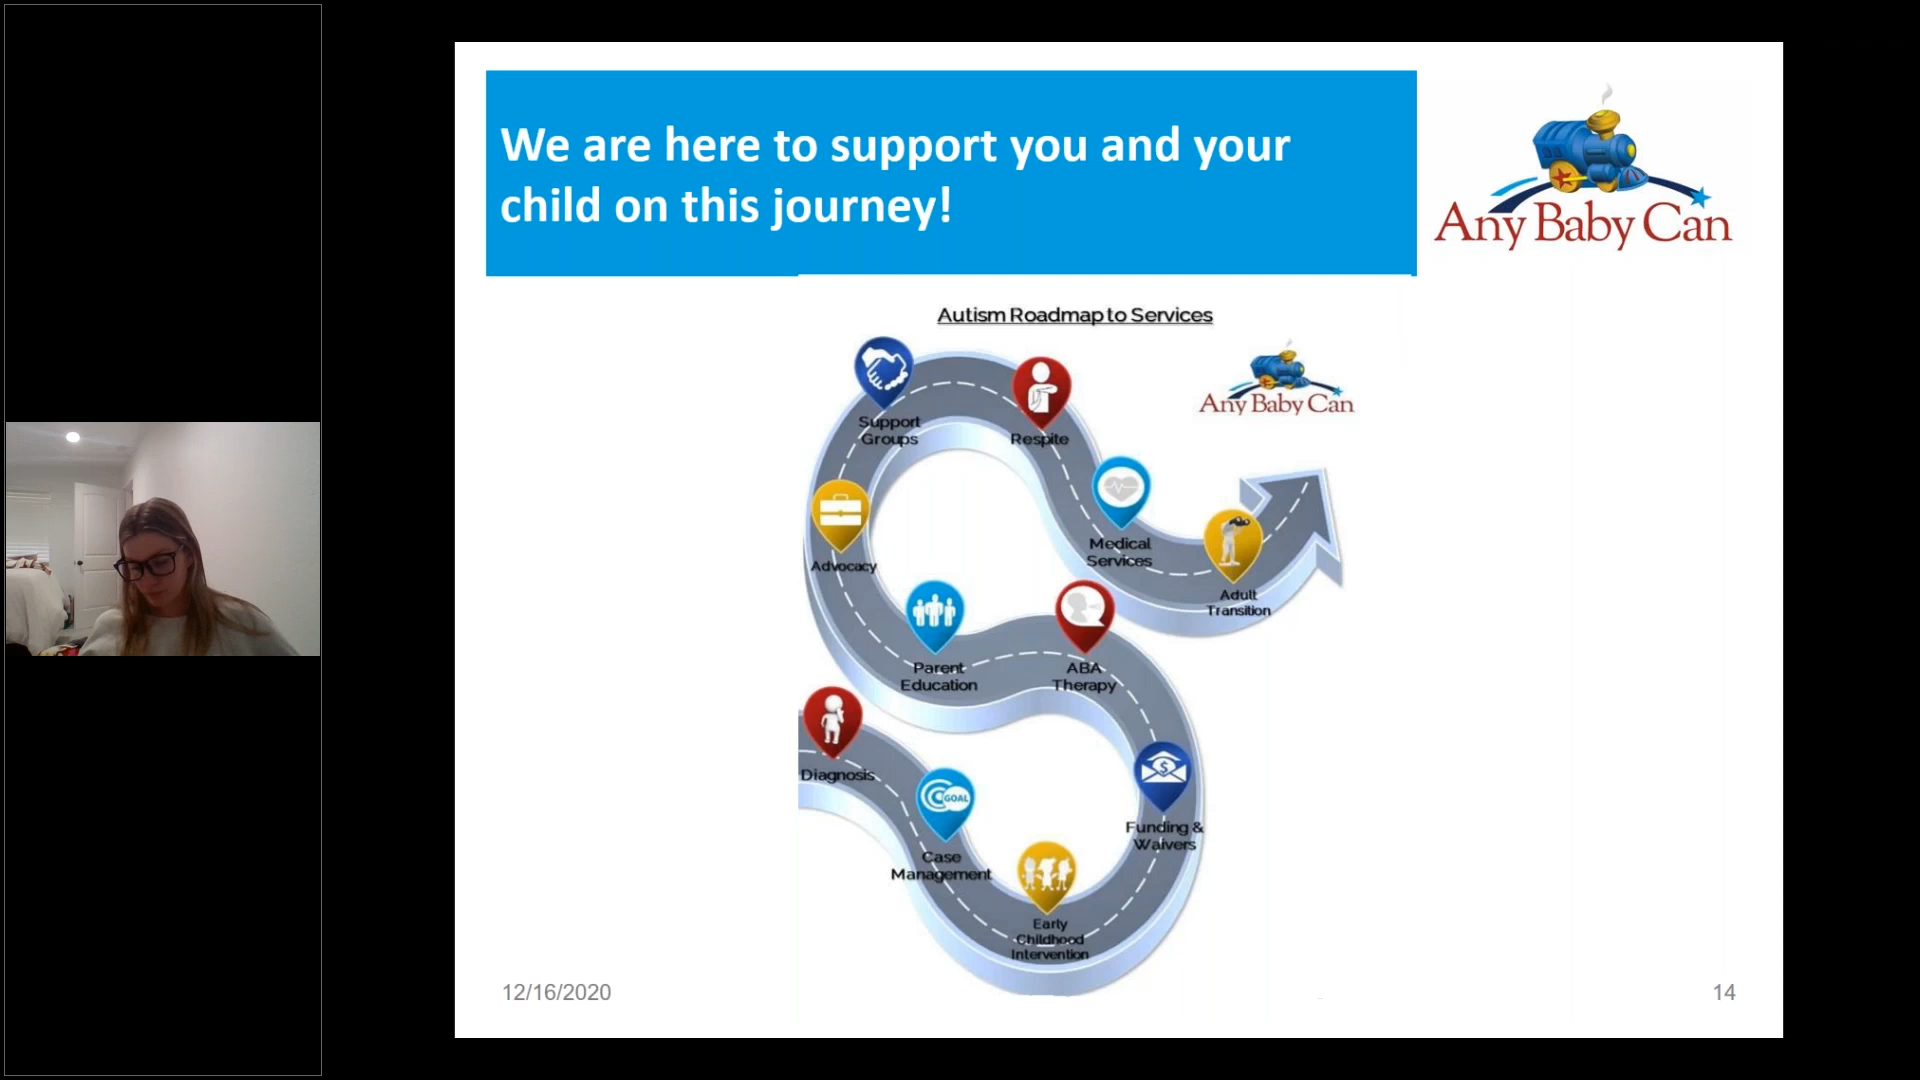 We are here to support you and your
child on this journey!
Any Baby Can
Autism Roadmap to Services
Any Baby Can
Support
Groups
Respite
Medical
Services
Adult
Transition
Advocacy
Parent
Education
ABA
Therapy
Diagnosis
GOAL
Case
Management
Early
Childhood
Intervention
$
Funding &
Waivers
12/16/2020
14